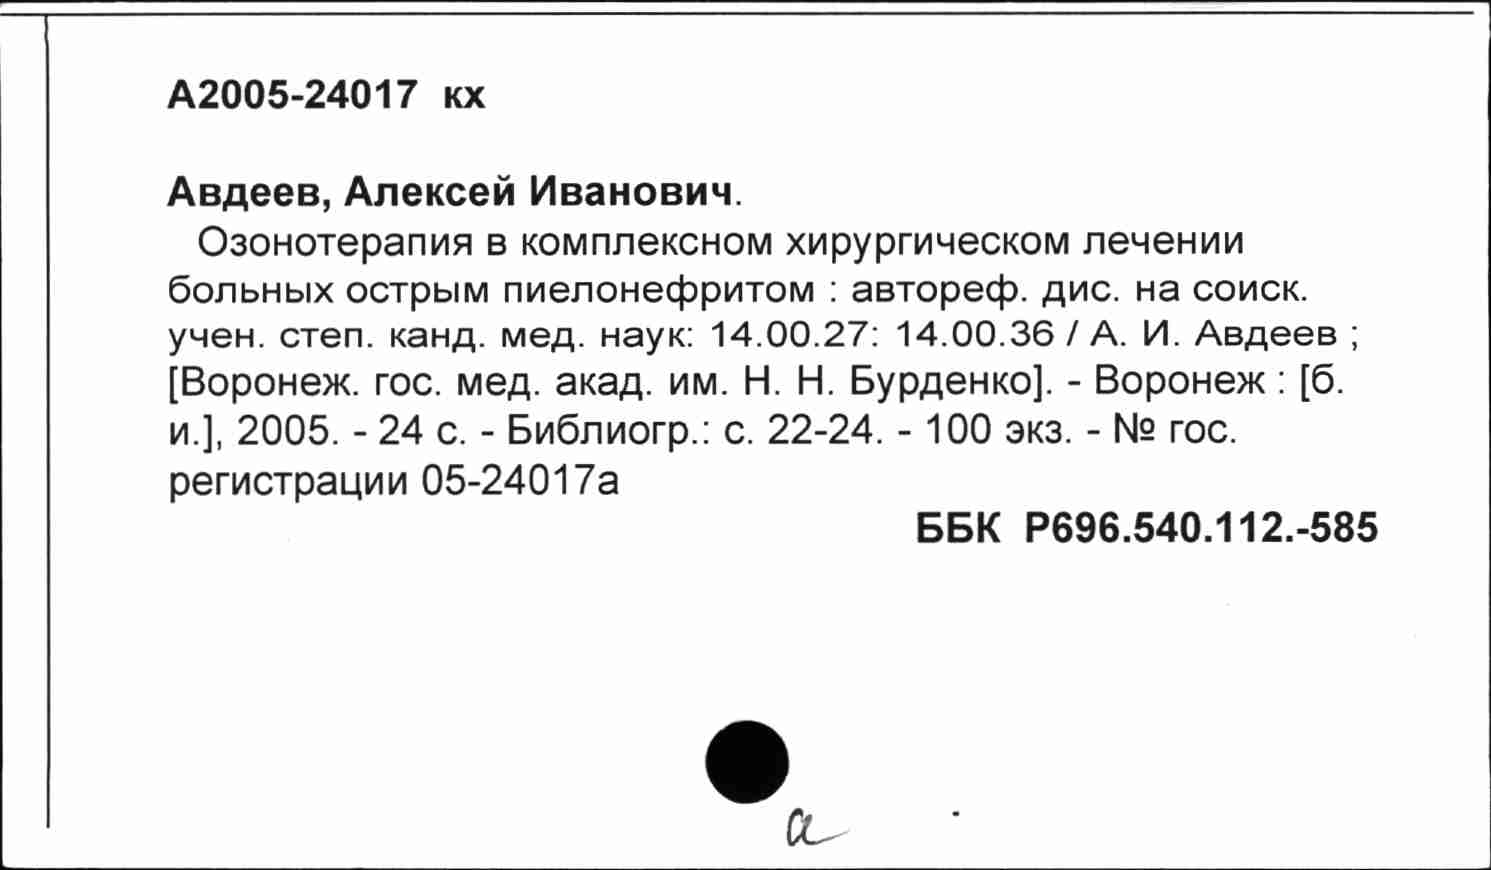 А2005-24017 кх
Авдеев, Алексей Иванович.
Озонотерапия в комплексном хирургическом лечении
больных острым пиелонефритом : автореф. дис. на соиск.
учен. степ. канд. мед. наук: 14.00.27: 14.00.36 / А. И. Авдеев ;
[Воронеж. гос. мед. акад. им. Н. Н. Бурденко]. - Воронеж : [б.
и.], 2005. - 24 с. - Библиогр.: с. 22-24. - 100 экз. - № гос.
регистрации 05-24017а
ББК Р696.540.112.-585
а